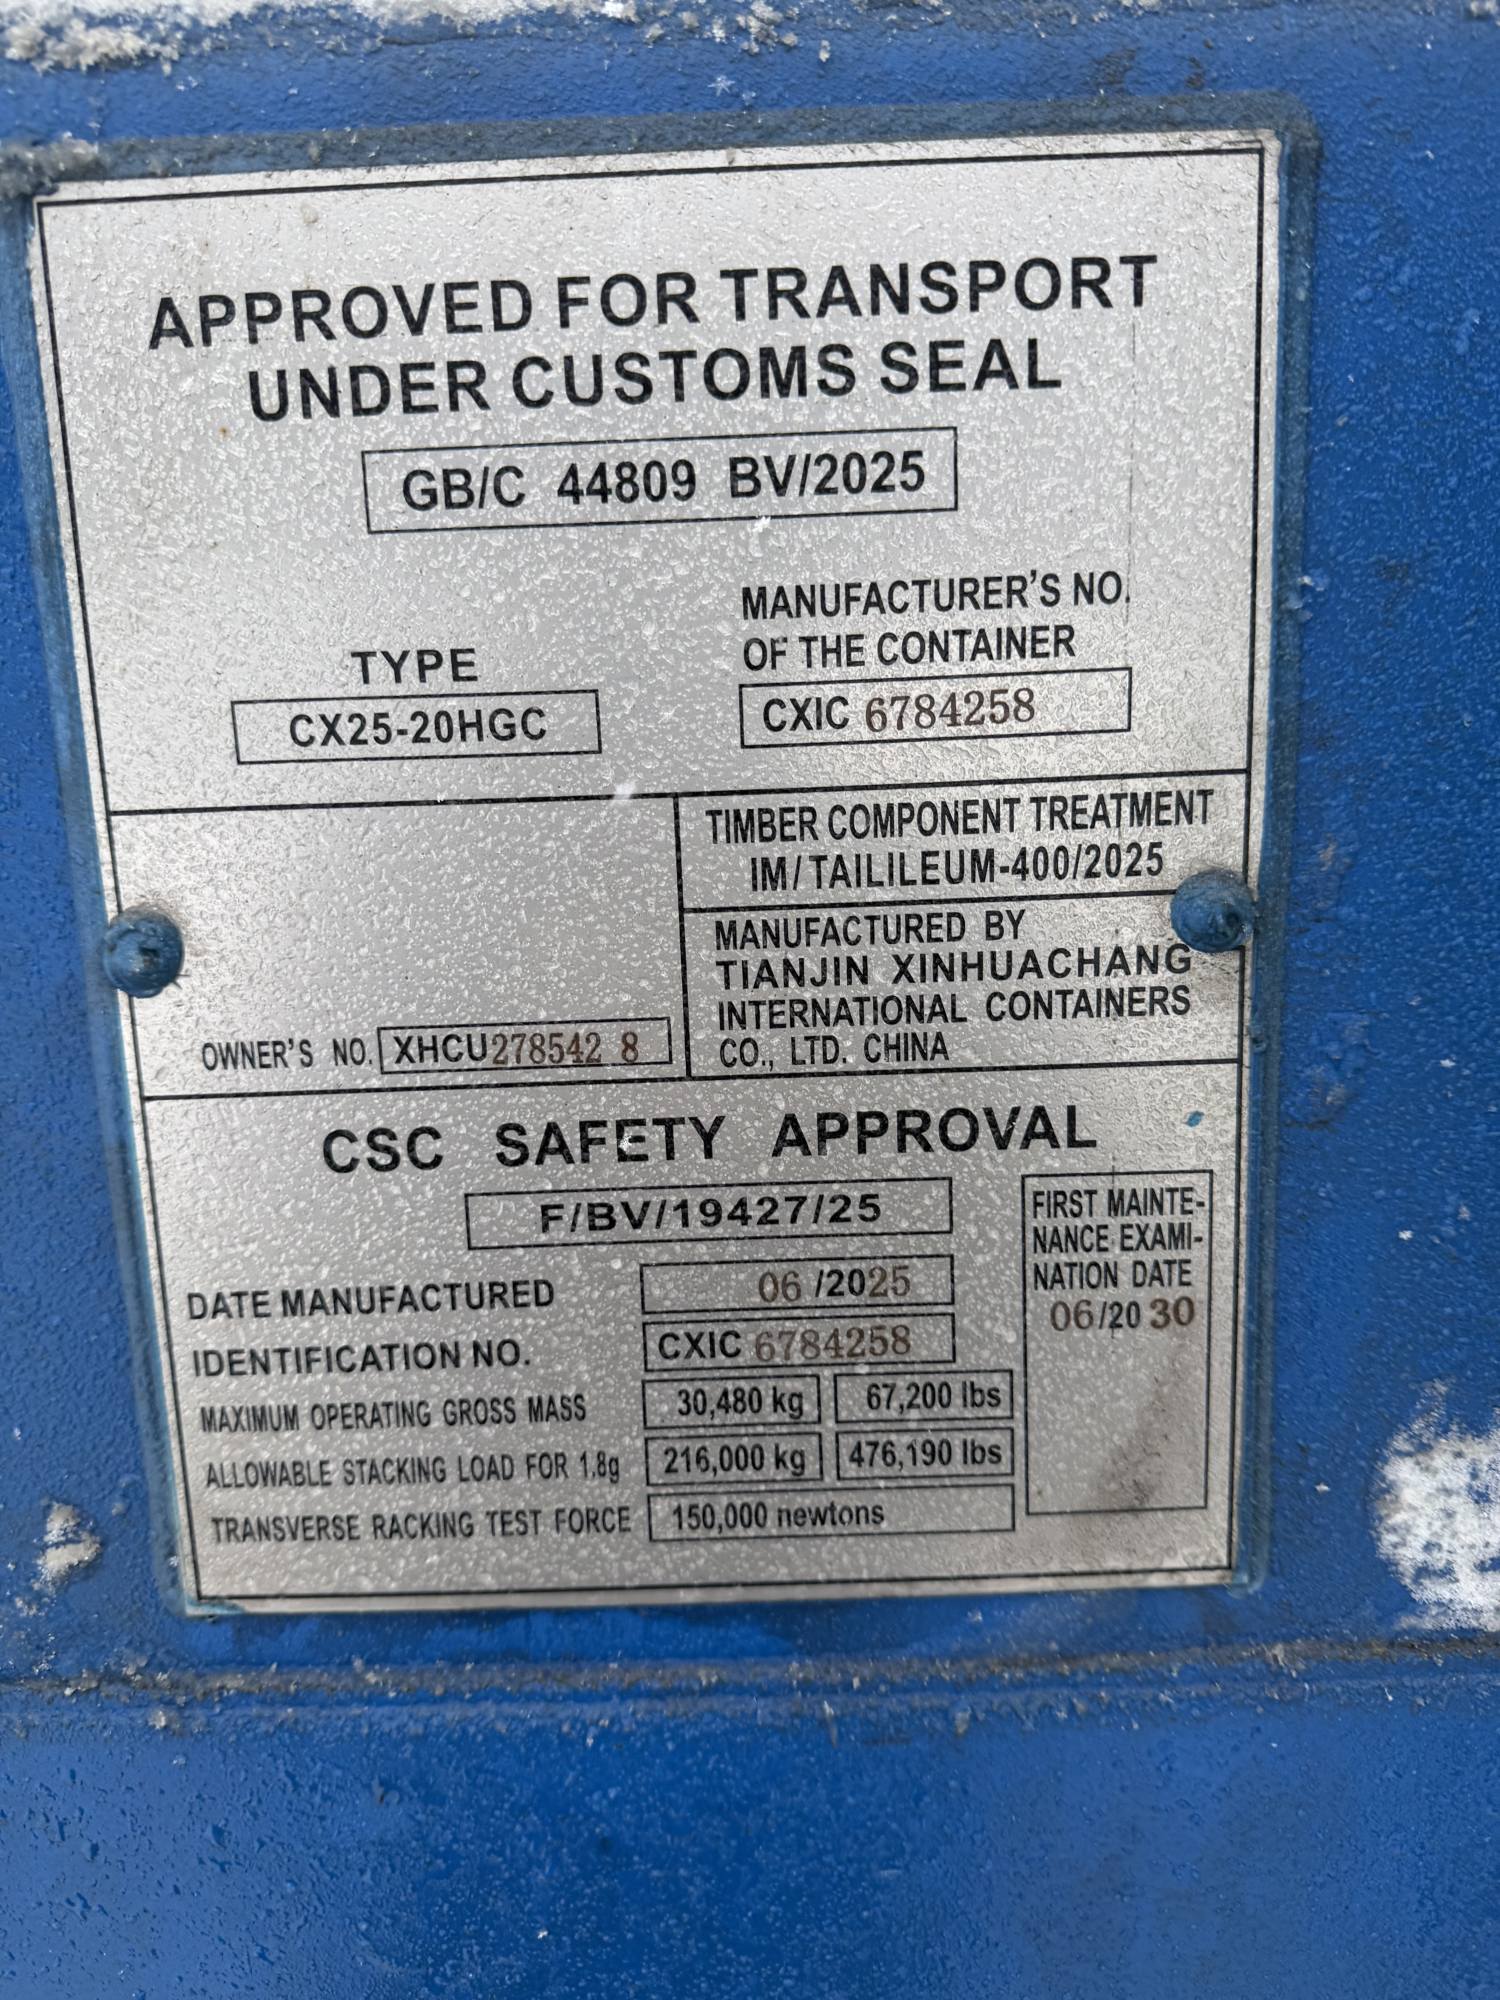 APPROVED FOR TRANSPORT
UNDER CUSTOMS SEAL
GB/C 44809 BV/2025
TYPE
CX25-20HGC
MANUFACTURER'S NO.
OF THE CONTAINER
CXIC 6784258
TIMBER COMPONENT TREATMENT
IM/TAILILEUM-400/2025
MANUFACTURED BY
TIANJIN XINHUACHANG
INTERNATIONAL CONTAINERS
CO., LTD. CHINA
OWNER'S NO. XHCU278542 8
CSC SAFETY APPROVAL
F/BV/19427/25
DATE MANUFACTURED 06 /2025
IDENTIFICATION NO. CXIC 6784258
MAXIMUM OPERATING GROSS MASS 30,480 kg 67,200 lbs
ALLOWABLE STACKING LOAD FOR 1.8g 216,000 kg 476,190 lbs
TRANSVERSE RACKING TEST FORCE 150,000 newtons
FIRST MAINTE-
NANCE EXAMI-
NATION DATE
06/20 30